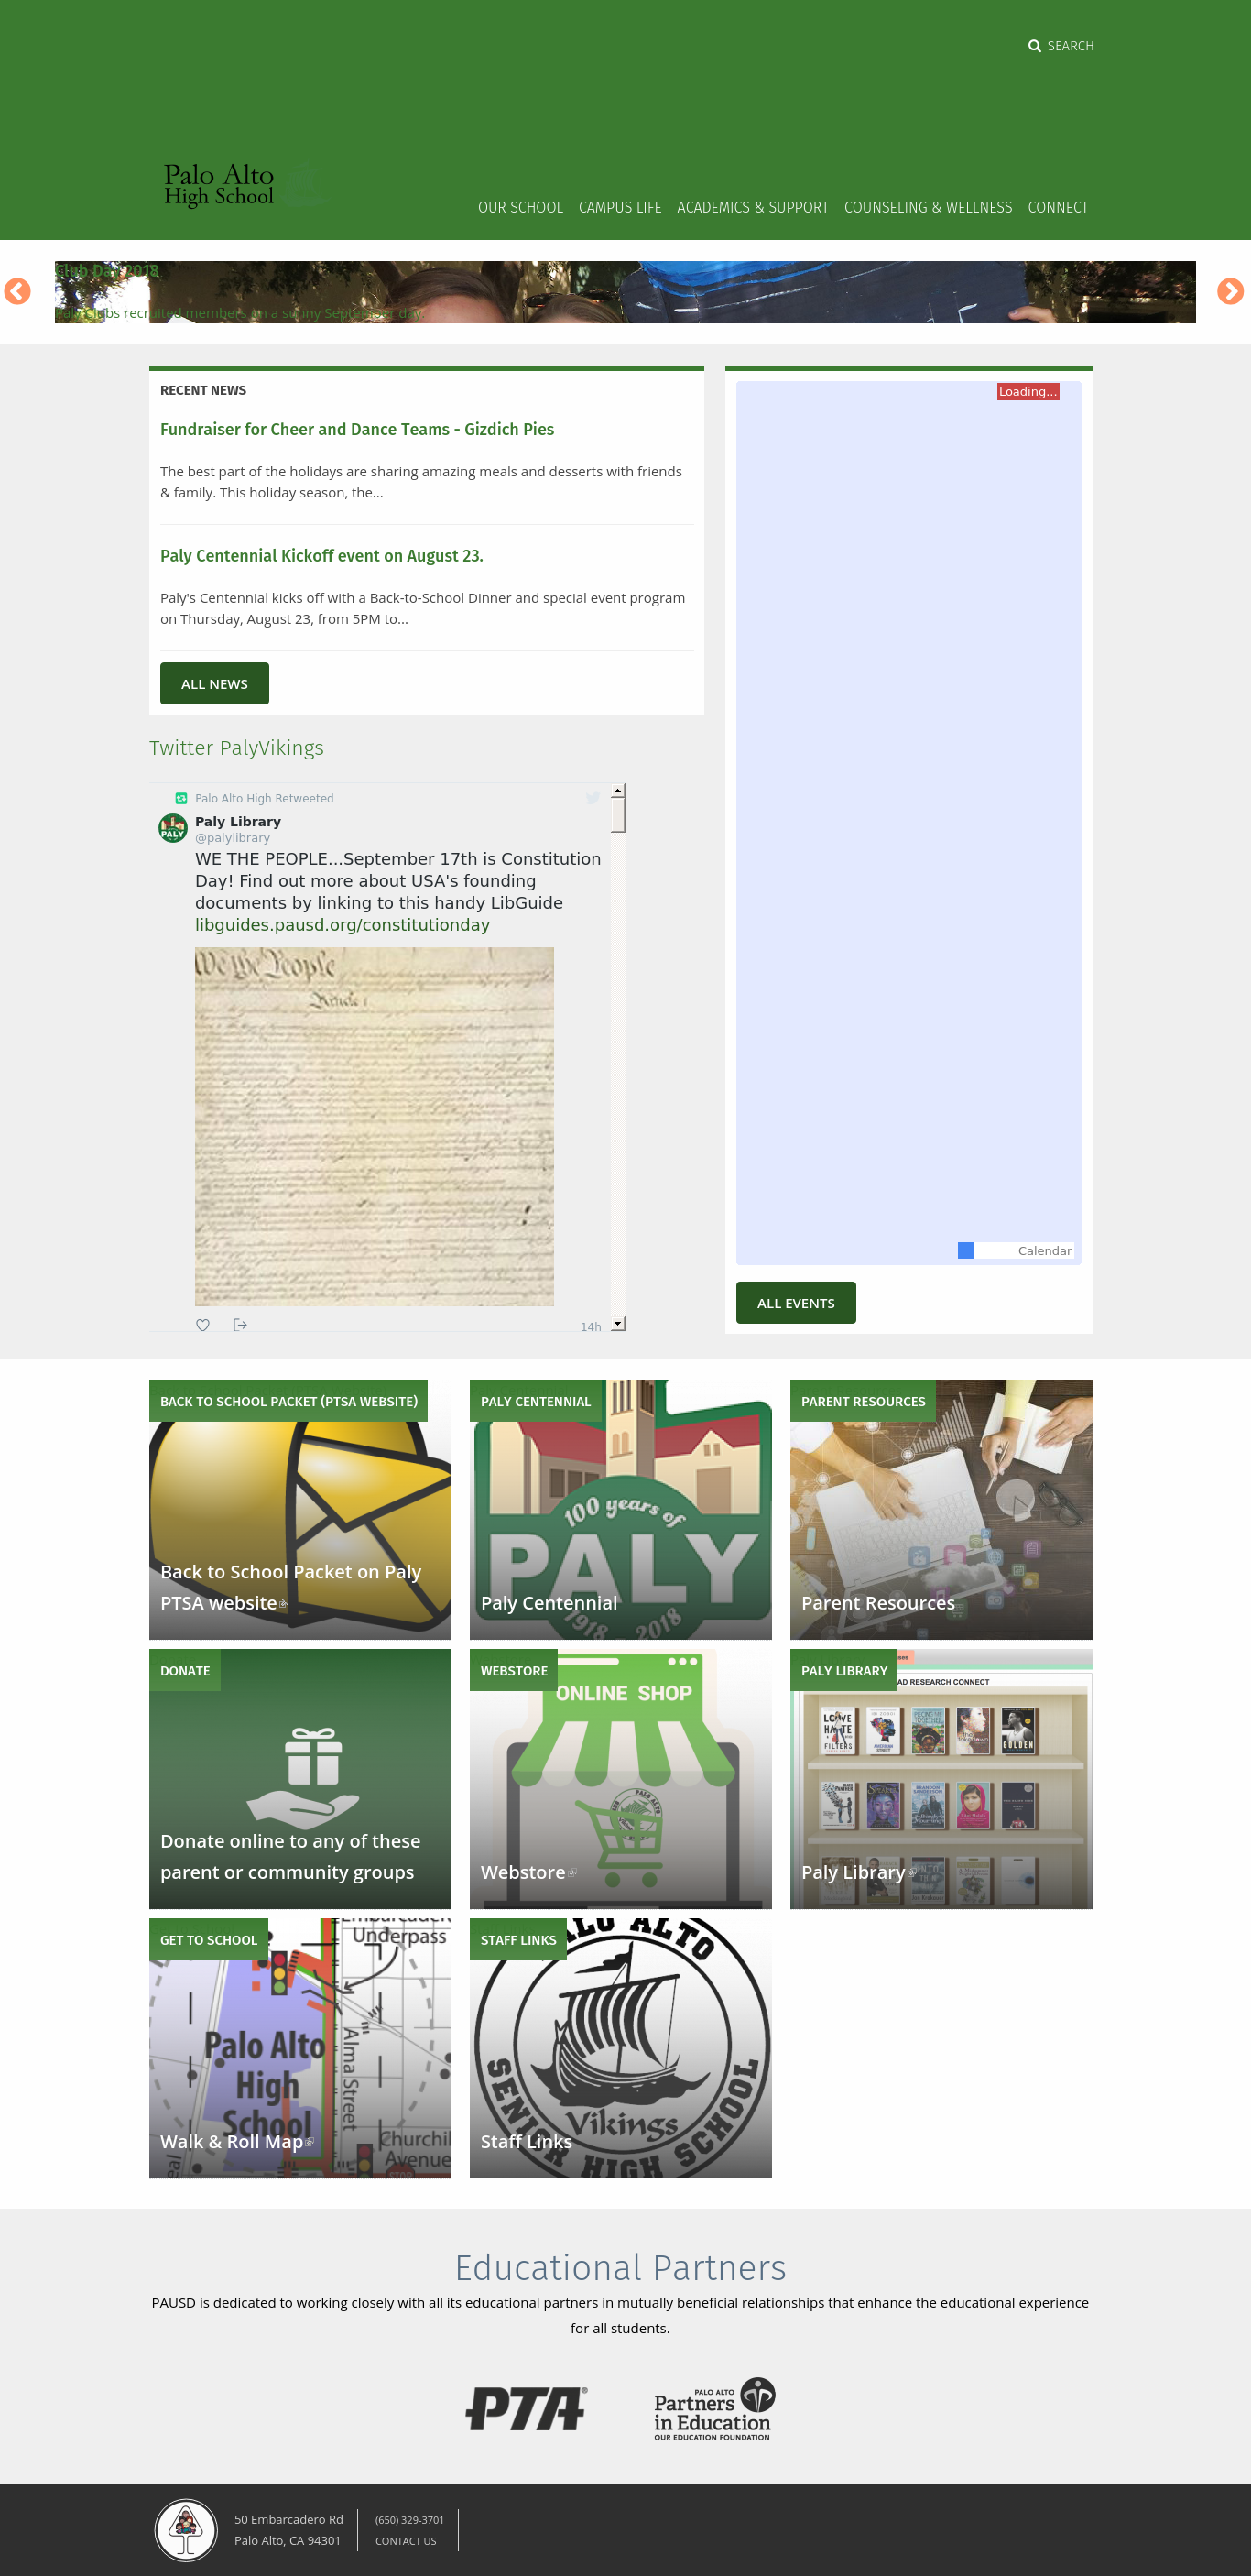 SEARCH
Palo Alto
High School
OUR SCHOOL CAMPUS LIFE ACADEMICS & SUPPORT COUNSELING & WELLNESS CONNECT
Club Day 2018
Paly clubs recruited members on a sunny September day.
RECENT NEWS
Fundraiser for Cheer and Dance Teams - Gizdich Pies
The best part of the holidays are sharing amazing meals and desserts with friends
& family. This holiday season, the...
Paly Centennial Kickoff event on August 23.
Paly's Centennial kicks off with a Back-to-School Dinner and special event program
on Thursday, August 23, from 5PM to...
ALL NEWS
Loading...
Calendar
ALL EVENTS
Twitter PalyVikings
Palo Alto High Retweeted
PALY
Paly Library
@palylibrary
WE THE PEOPLE...September 17th is Constitution
Day! Find out more about USA's founding
documents by linking to this handy LibGuide
libguides.pausd.org/constitutionday
We the People
Article 1
14h
BACK TO SCHOOL PACKET (PTSA WEBSITE)
Back to School Packet on Paly
PTSA website
PALY CENTENNIAL
100 years of
PALY
1918 - 2018
Paly Centennial
PARENT RESOURCES
Parent Resources
DONATE
Donate online to any of these
parent or community groups
WEBSTORE
ONLINE SHOP
Webstore
PALY LIBRARY
AD RESEARCH CONNECT
LOVE
HATE
FILTERS
GOLDEN
Paly Library
GET TO SCHOOL
Embarcadero
Underpass
Palo Alto
High
School
Alma Street
Churchill
Avenue
STOP
Walk & Roll Map
STAFF LINKS
PALO ALTO
Vikings
SENIOR HIGH SCHOOL
Staff Links
Educational Partners
PAUSD is dedicated to working closely with all its educational partners in mutually beneficial relationships that enhance the educational experience
for all students.
PTA
PALO ALTO
Partners
in Education
OUR EDUCATION FOUNDATION
50 Embarcadero Rd
Palo Alto, CA 94301
(650) 329-3701
CONTACT US